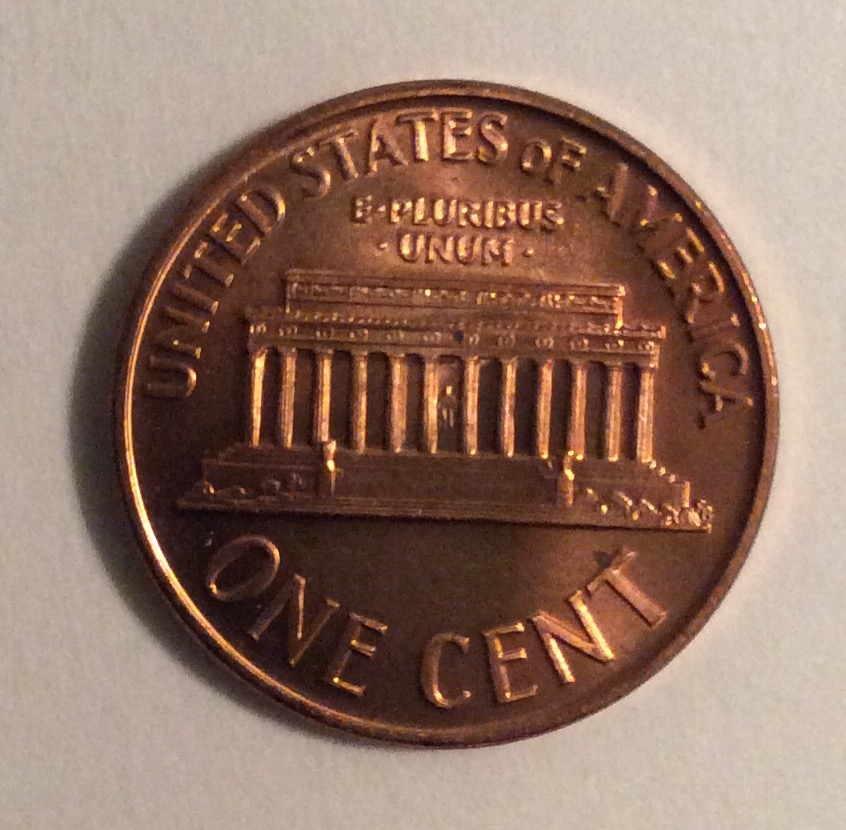 UNITED STATES OF AMERICA
E·PLURIBUS
·UNUM·
ONE CENT